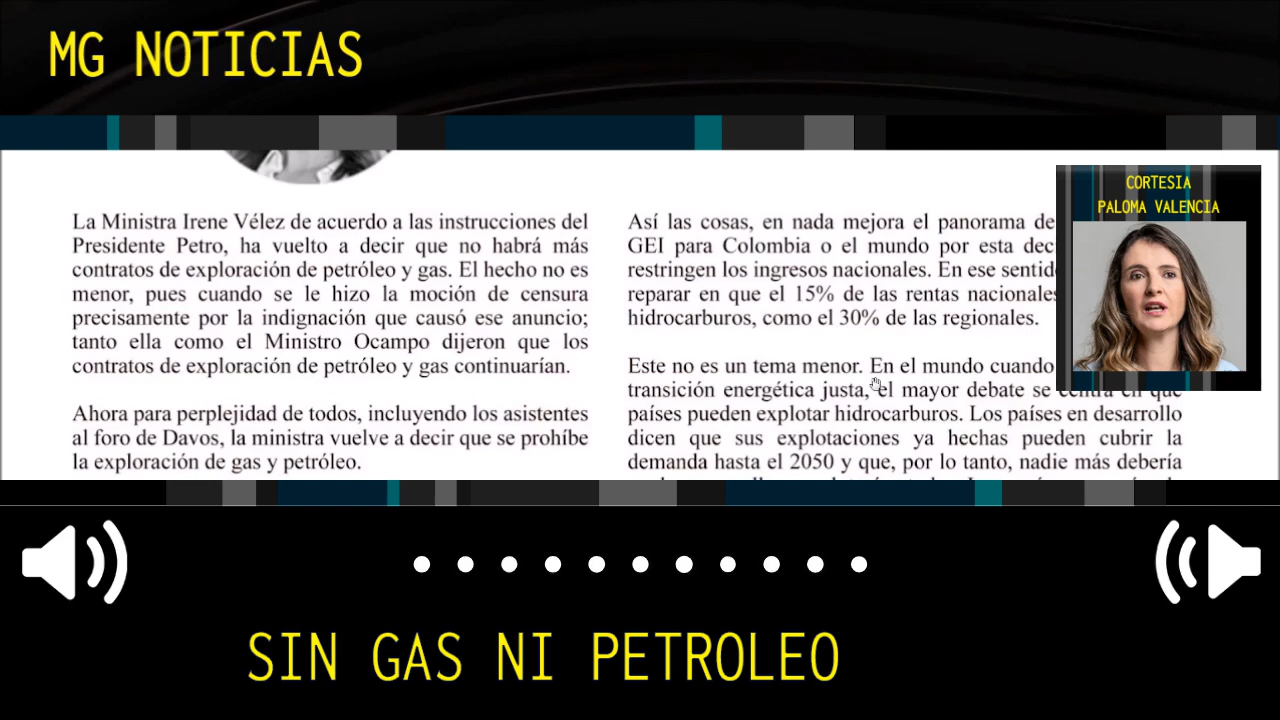 MG NOTICIAS
La Ministra Irene Vélez de acuerdo a las instrucciones del
Presidente Petro, ha vuelto a decir que no habrá más
contratos de exploración de petróleo y gas. El hecho no es
menor, pues cuando se le hizo la moción de censura
precisamente por la indignación que causó ese anuncio;
tanto ella como el Ministro Ocampo dijeron que los
contratos de exploración de petróleo y gas continuarían.
Ahora para perplejidad de todos, incluyendo los asistentes
al foro de Davos, la ministra vuelve a decir que se prohíbe
la exploración de gas y petróleo.
Así las cosas, en nada mejora el panorama de
GEI para Colombia o el mundo por esta
restringen los ingresos nacionales. En ese
reparar en que el 15% de las rentas nacionales
hidrocarburos, como el 30% de las regionales.
Este no es un tema menor. En el mundo cuando
transición energética justa, el mayor debate se centra en que
países pueden explotar hidrocarburos. Los países en desarrollo
dicen que sus explotaciones ya hechas pueden cubrir la
demanda hasta el 2050 y que, por lo tanto, nadie más debería
CORTESIA
PALOMA VALENCIA
SIN GAS NI PETROLEO